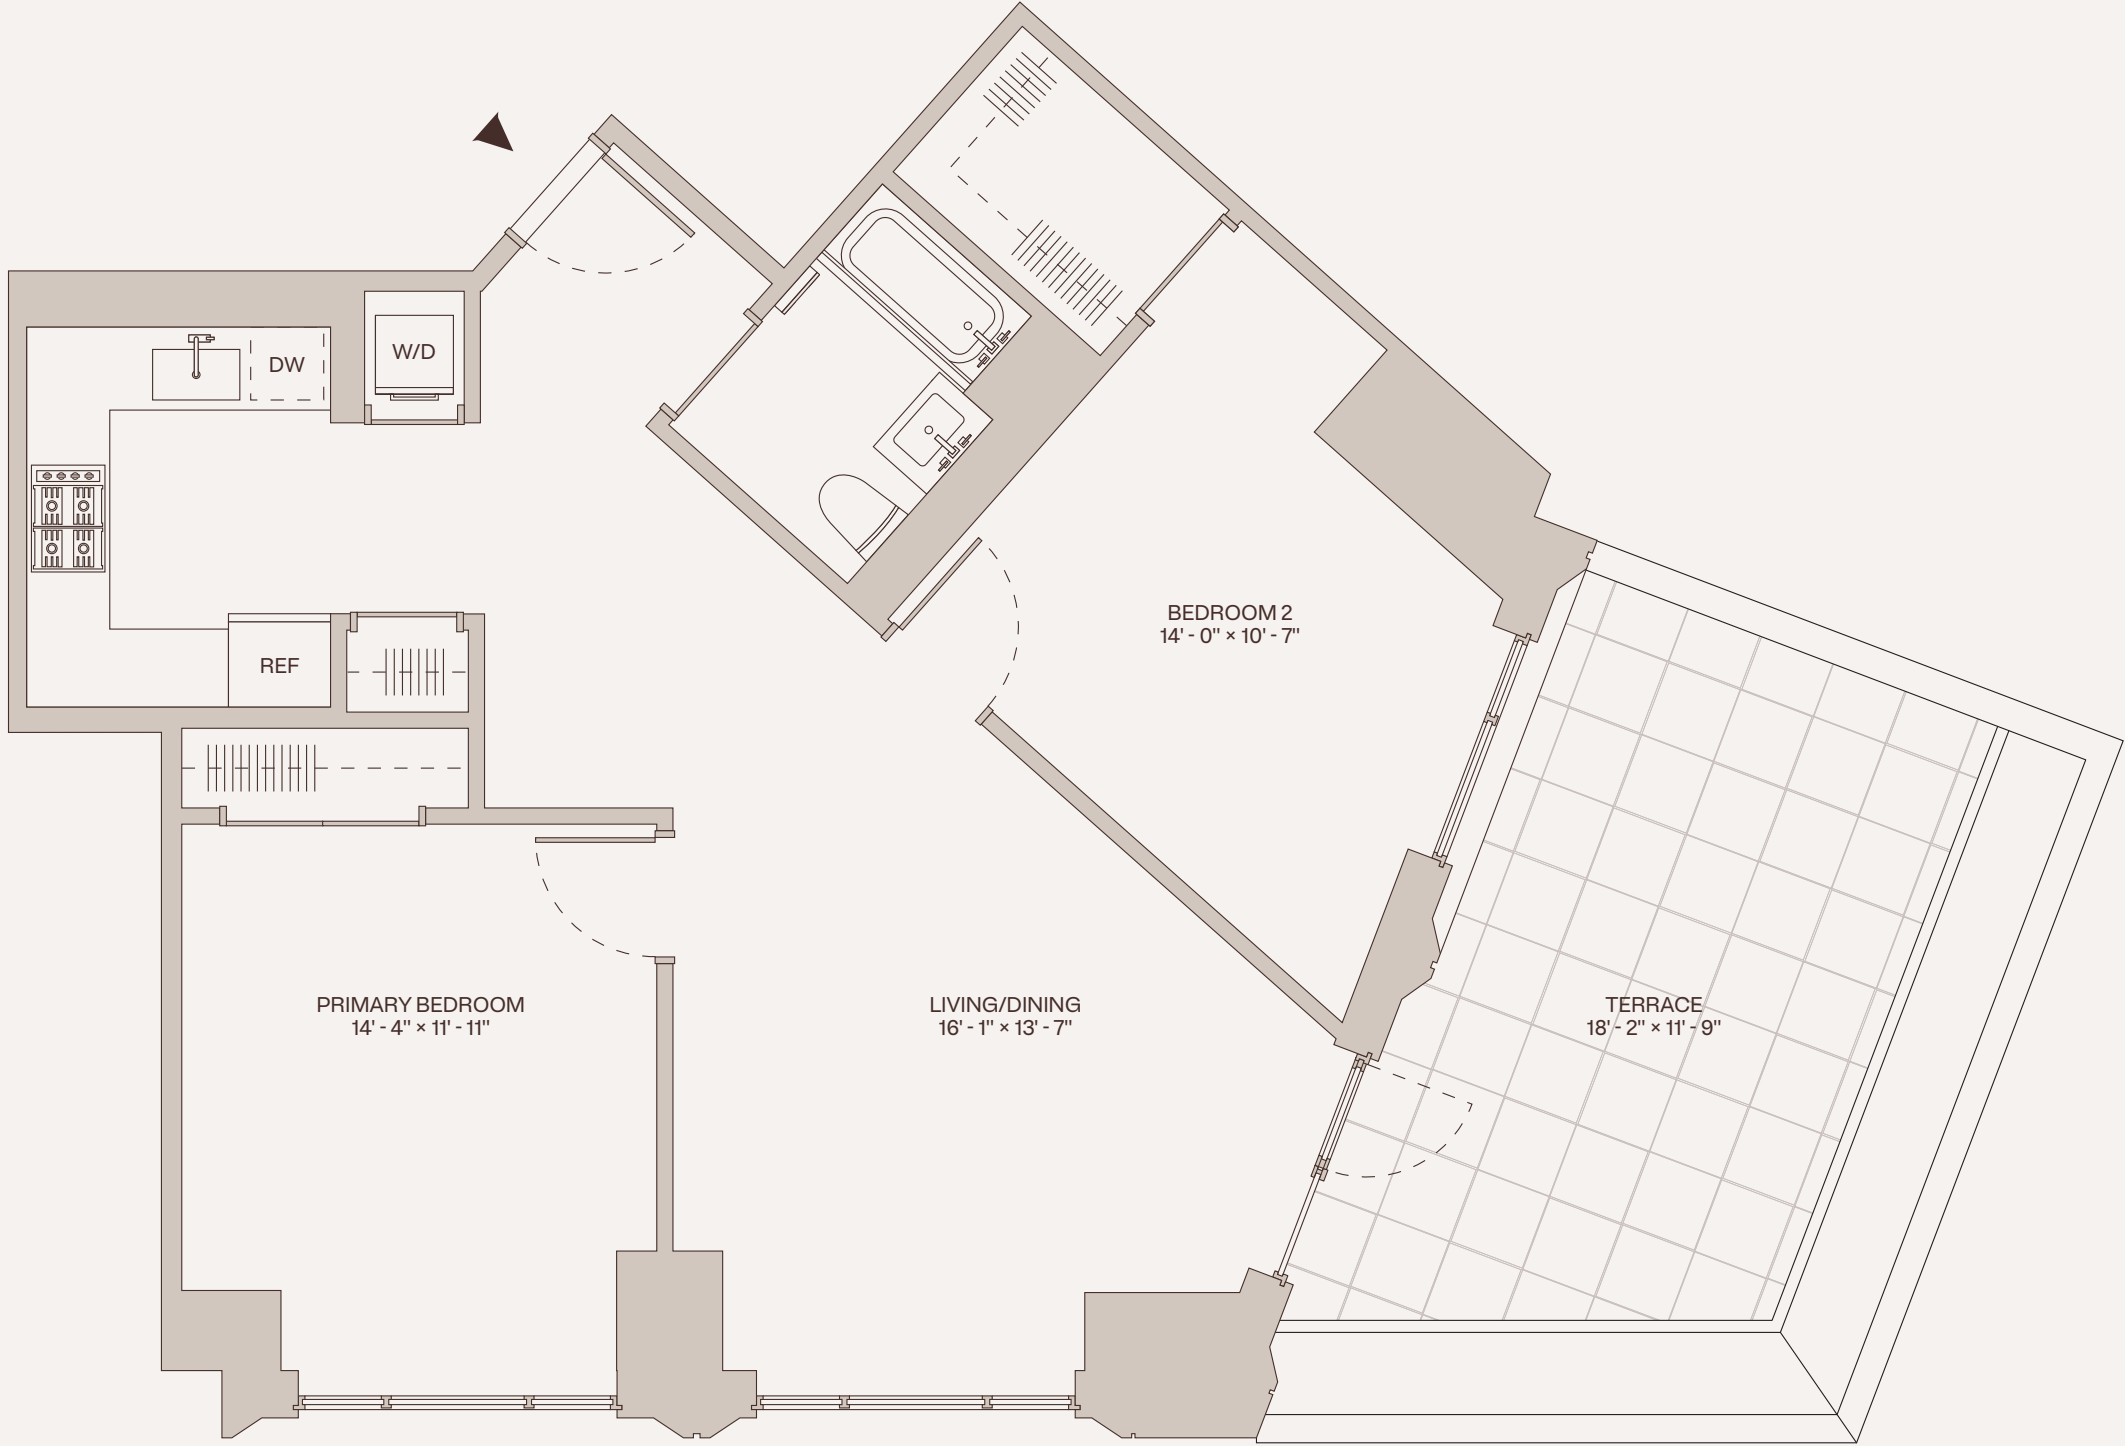 W/D
DW
BEDROOM 2
14' - 0" × 10' - 7"
REF
PRIMARY BEDROOM
14' - 4" × 11' - 11"
LIVING/DINING
16' - 1" × 13' - 7"
TERRACE
18' - 2" × 11' - 9"